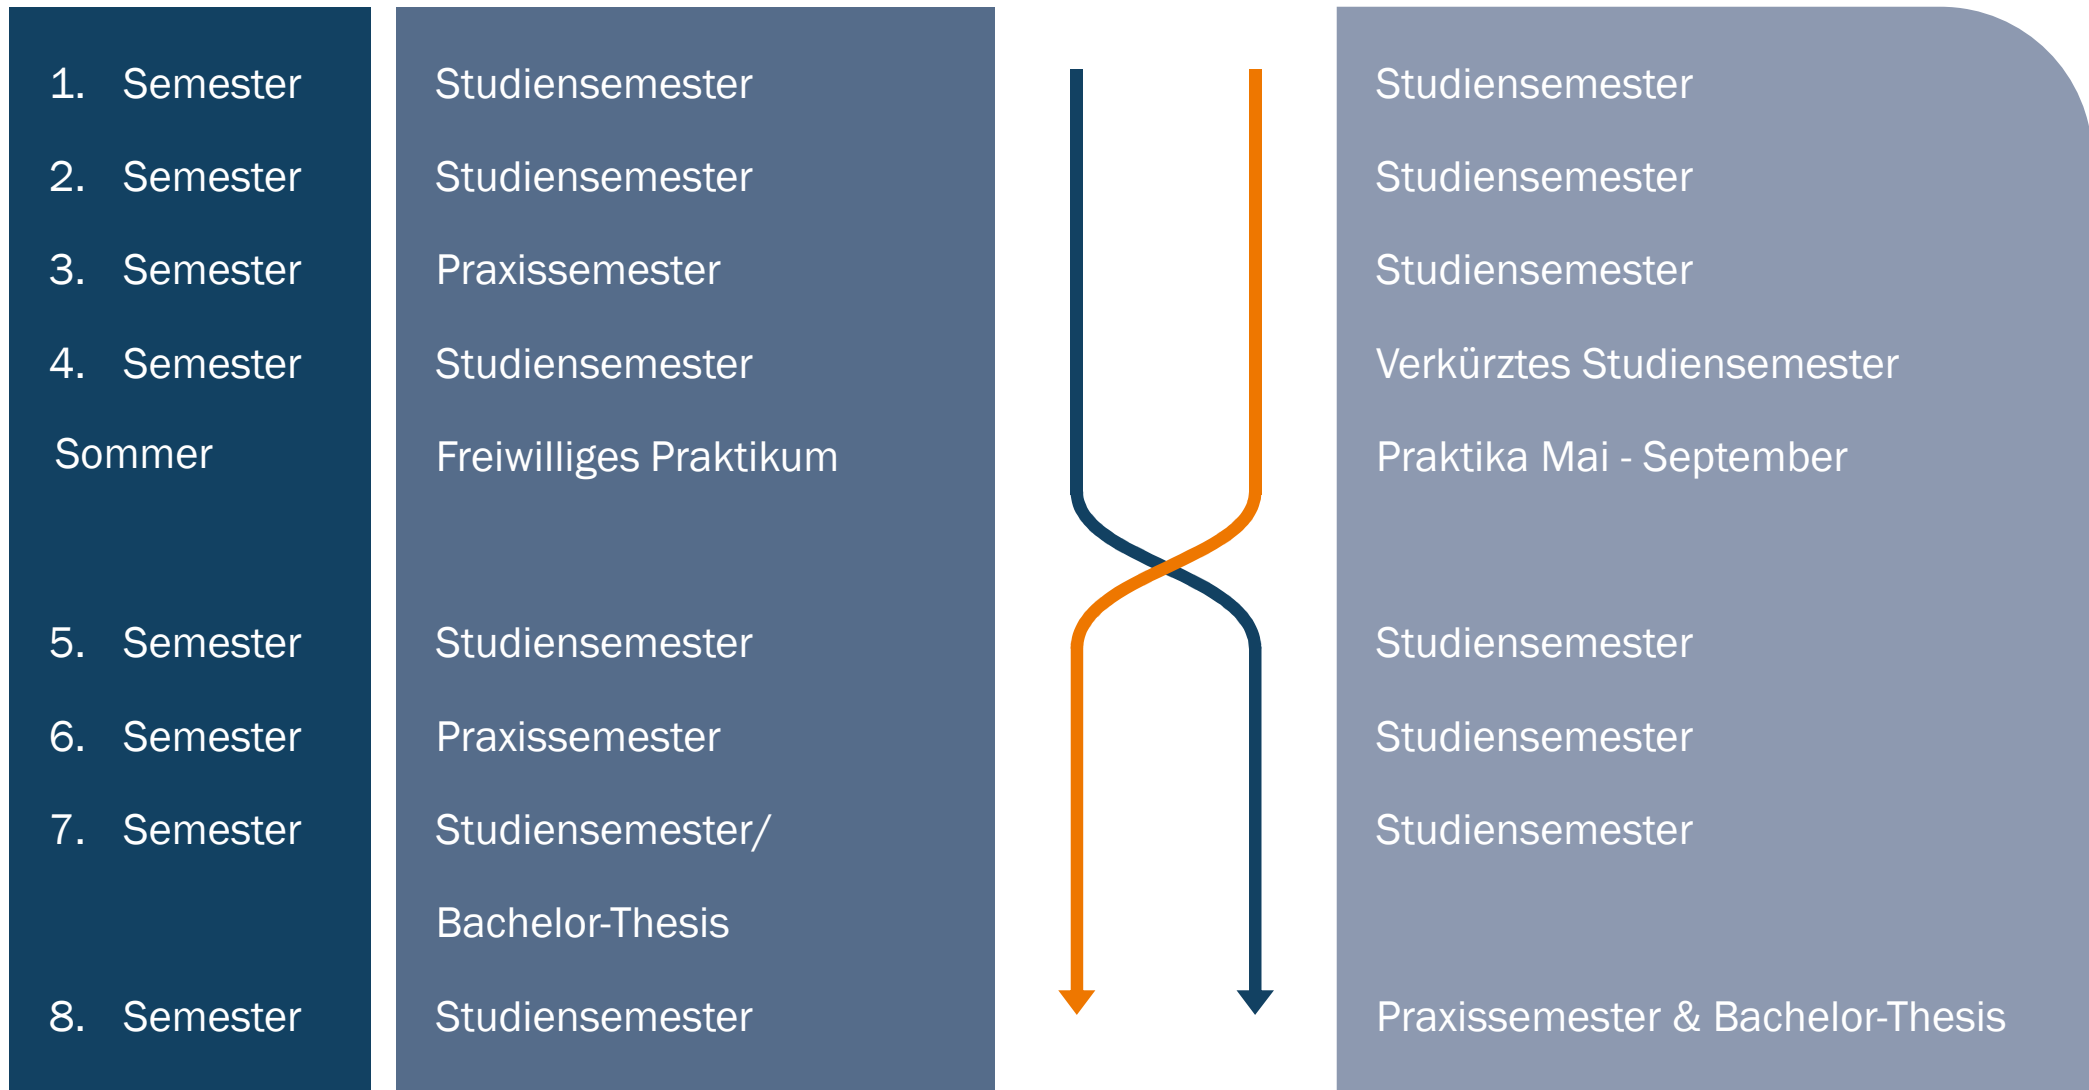 1. Semester Studiensemester Studiensemester
2. Semester Studiensemester Studiensemester
3. Semester Praxissemester Studiensemester
4. Semester Studiensemester Verkürztes Studiensemester
Sommer Freiwilliges Praktikum Praktika Mai - September
5. Semester Studiensemester Studiensemester
6. Semester Praxissemester Studiensemester
7. Semester Studiensemester/ Studiensemester
Bachelor-Thesis
8. Semester Studiensemester Praxissemester & Bachelor-Thesis